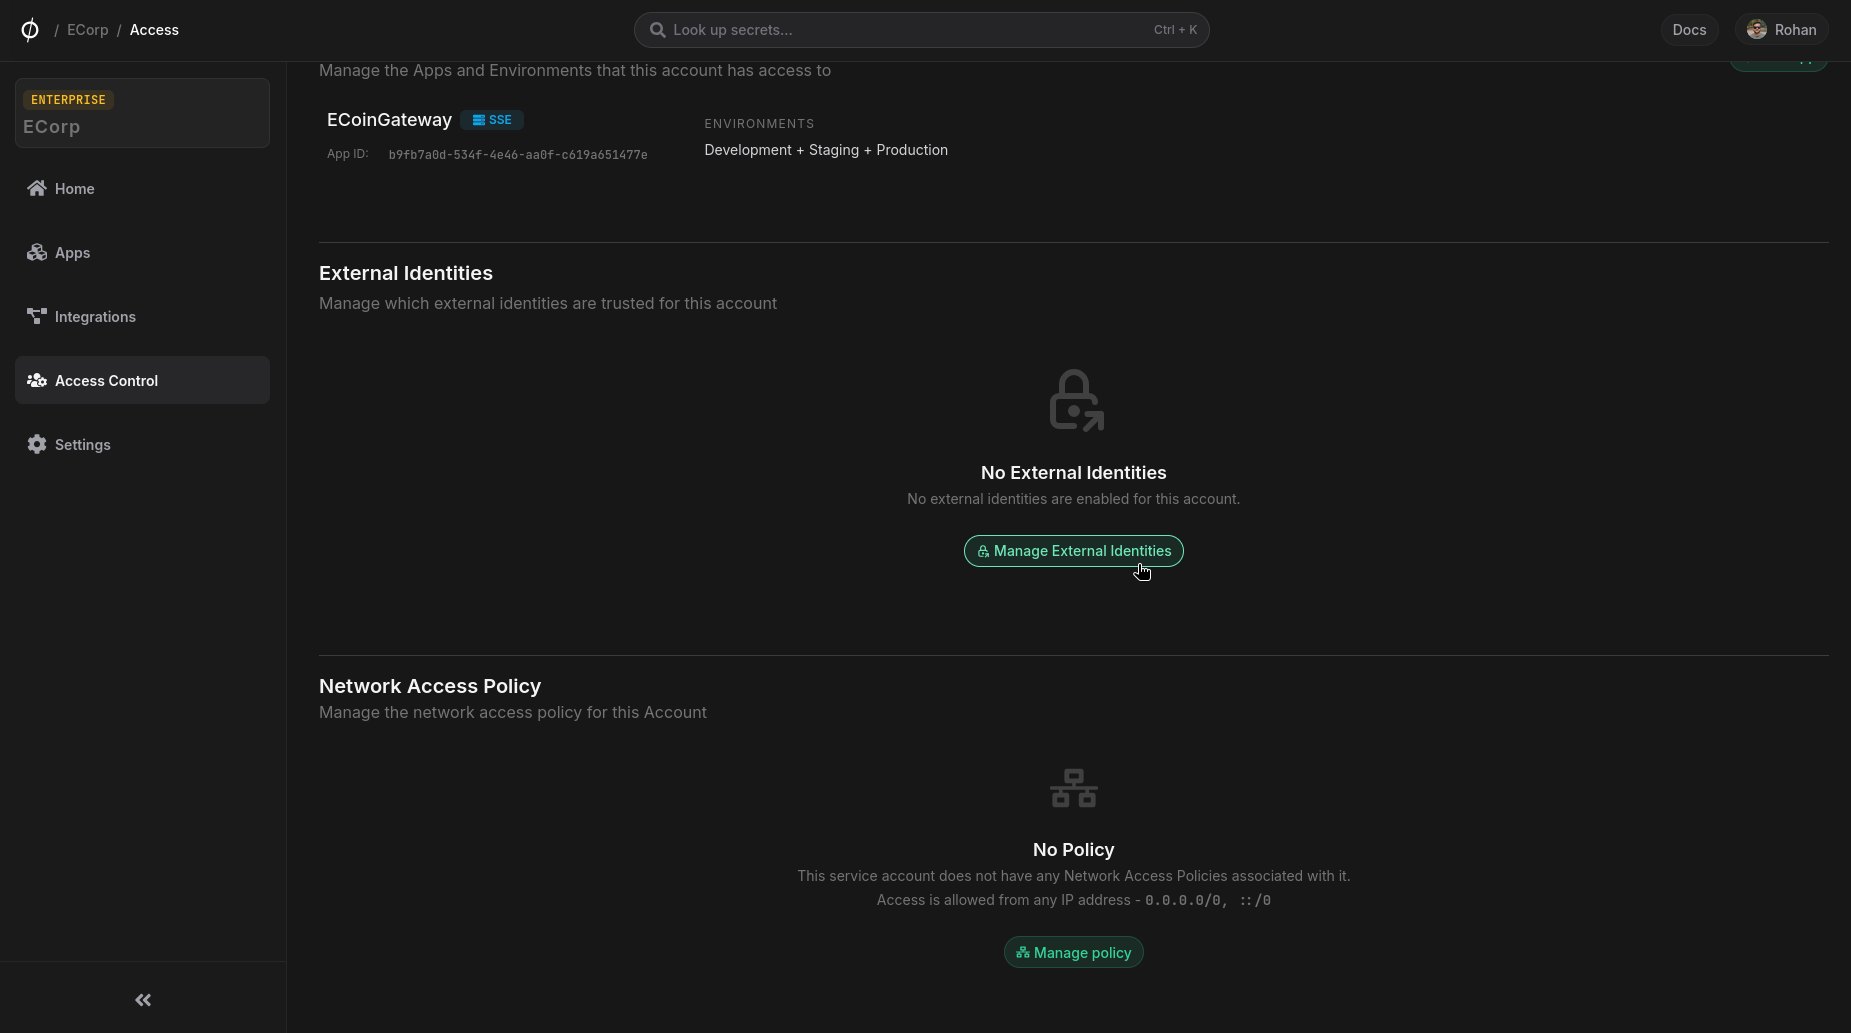 / ECorp / Access
Look up secrets...
Ctrl + K
Docs
Rohan
ENTERPRISE
ECorp
Home
Apps
Integrations
Access Control
Settings
Manage the Apps and Environments that this account has access to
ECoinGateway
SSE
App ID: b9fb7a0d-534f-4e46-aa0f-c619a651477e
ENVIRONMENTS
Development + Staging + Production
External Identities
Manage which external identities are trusted for this account
No External Identities
No external identities are enabled for this account.
Manage External Identities
Network Access Policy
Manage the network access policy for this Account
No Policy
This service account does not have any Network Access Policies associated with it.
Access is allowed from any IP address - 0.0.0.0/0, ::/0
Manage policy